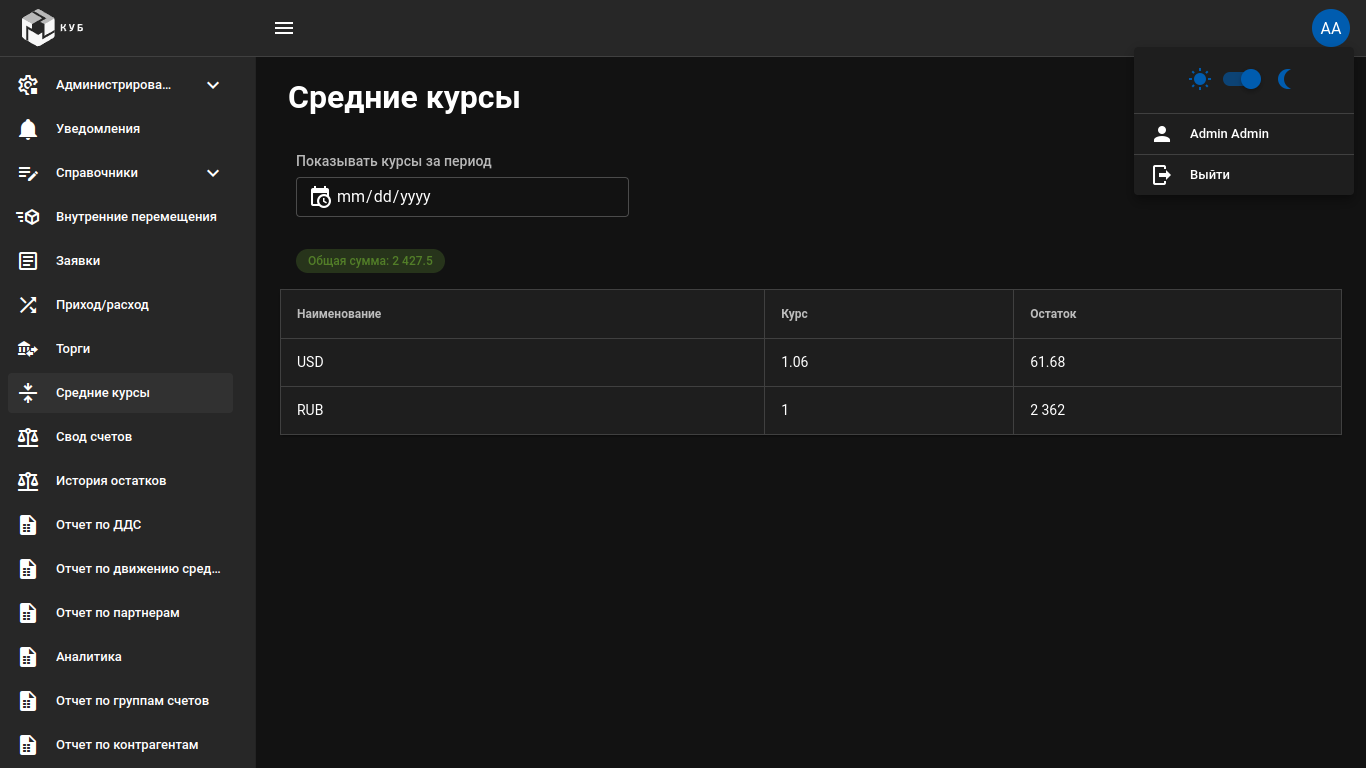 КУБ
AA
Администрирова...
Уведомления
Справочники
Внутренние перемещения
Заявки
Приход/расход
Торги
Средние курсы
Свод счетов
История остатков
Отчет по ДДС
Отчет по движению сред...
Отчет по партнерам
Аналитика
Отчет по группам счетов
Отчет по контрагентам
Средние курсы
Показывать курсы за период
mm/dd/yyyy
Общая сумма: 2 427.5
Наименование Курс Остаток
USD 1.06 61.68
RUB 1 2 362
Admin Admin
Выйти